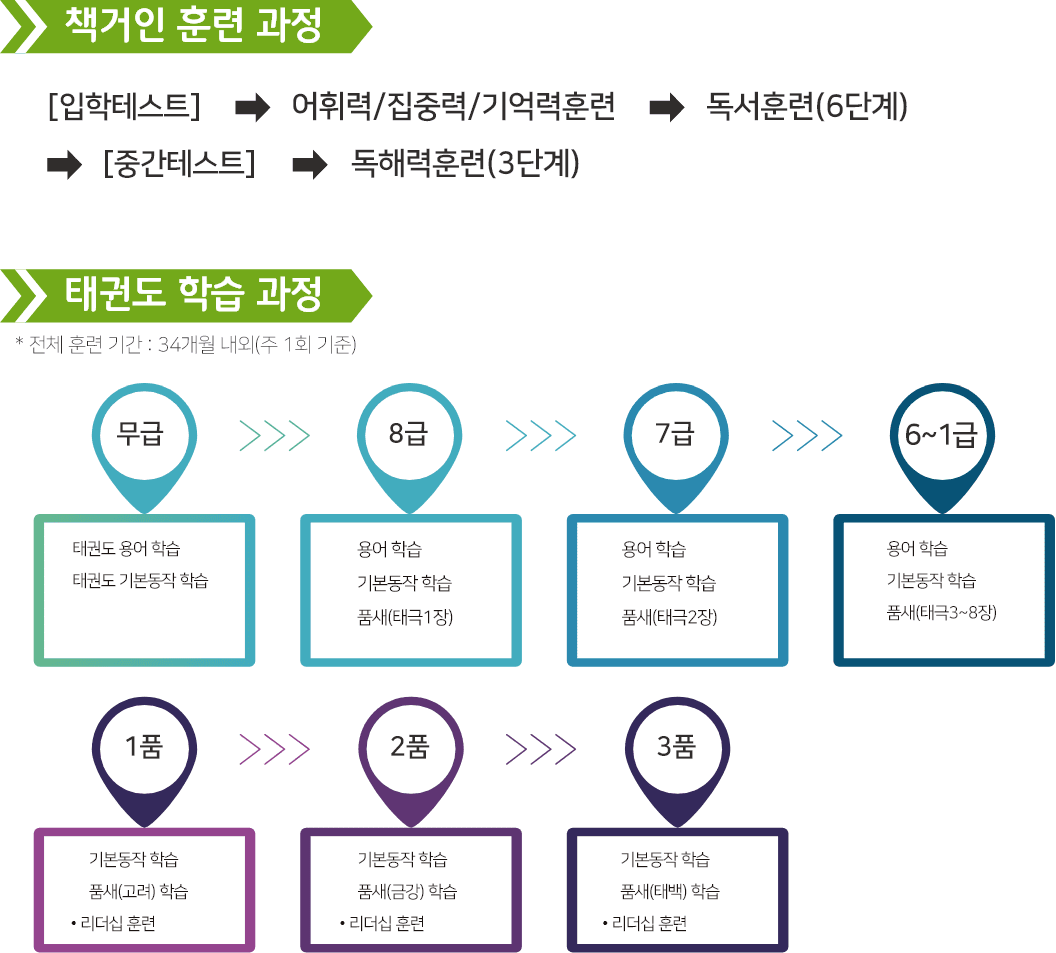 책거인 훈련 과정
[입학테스트] 어휘력/집중력/기억력훈련 독서훈련(6단계)
[중간테스트] 독해력훈련(3단계)
태권도 학습 과정
* 전체 훈련 기간 : 34개월 내외(주 1회 기준)
무급
8급
7급
6~1급
태권도 용어 학습
태권도 기본동작 학습
용어 학습
기본동작 학습
품새(태극1장)
용어 학습
기본동작 학습
품새(태극2장)
용어 학습
기본동작 학습
품새(태극3~8장)
1품
2품
3품
기본동작 학습
품새(고려) 학습
• 리더십 훈련
기본동작 학습
품새(금강) 학습
• 리더십 훈련
기본동작 학습
품새(태백) 학습
• 리더십 훈련